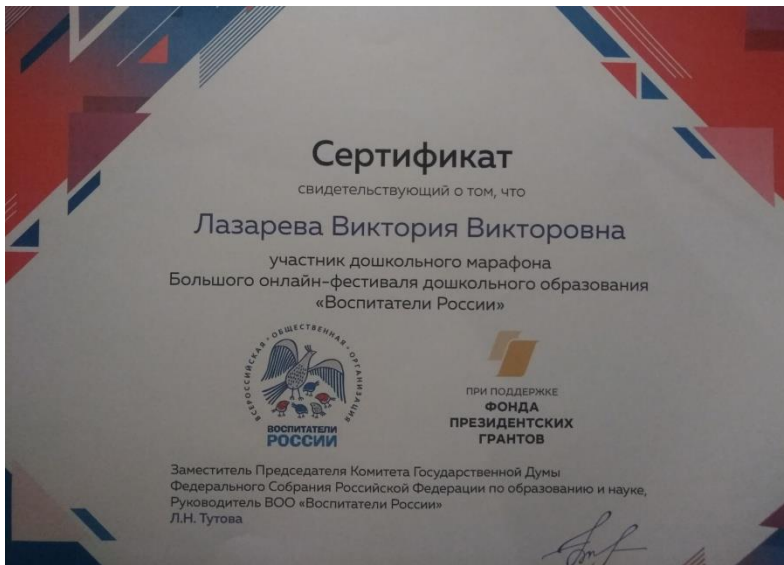 Сертификат
свидетельствующий о том, что
Лазарева Виктория Викторовна
участник дошкольного марафона
Большого онлайн-фестиваля дошкольного образования
«Воспитатели России»
ВСЕРОССИЙСКАЯ · ОБЩЕСТВЕННАЯ · ОРГАНИЗАЦИЯ
ВОСПИТАТЕЛИ
РОССИИ
ПРИ ПОДДЕРЖКЕ
ФОНДА
ПРЕЗИДЕНТСКИХ
ГРАНТОВ
Заместитель Председателя Комитета Государственной Думы
Федерального Собрания Российской Федерации по образованию и науке,
Руководитель ВОО «Воспитатели России»
Л.Н. Тутова